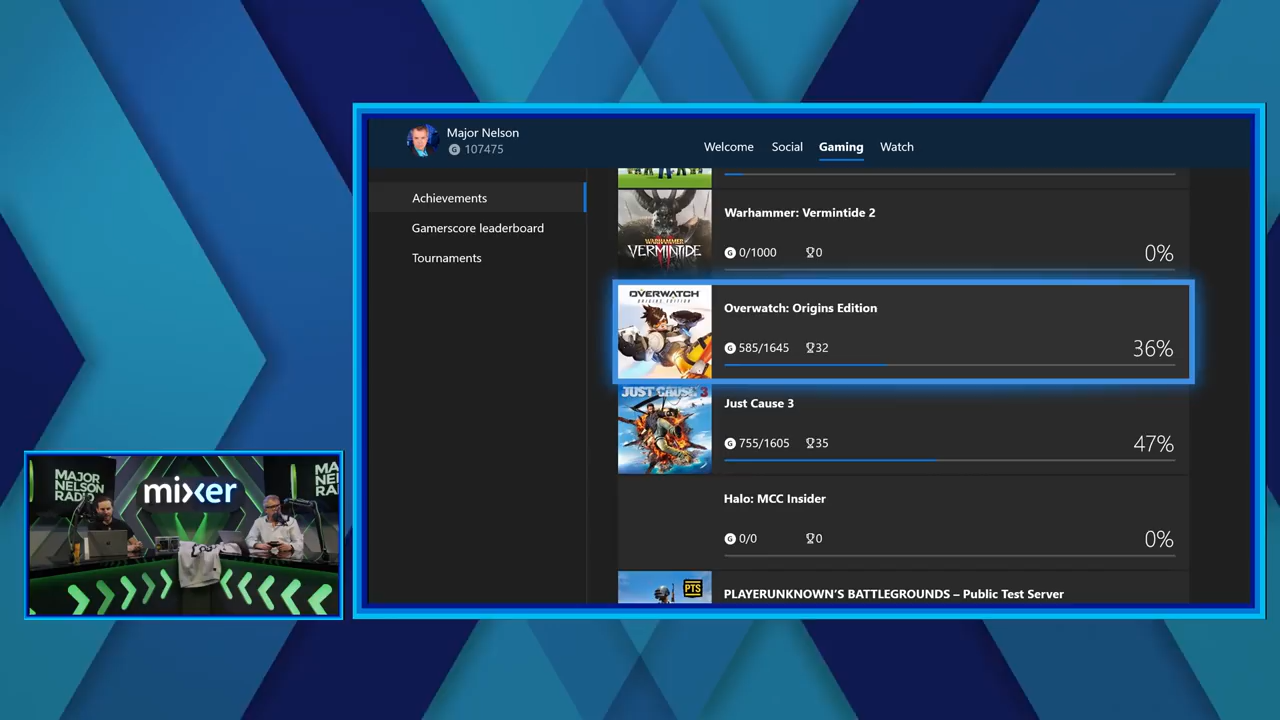 Major Nelson
G 107475
Welcome Social Gaming Watch
Achievements
Gamerscore leaderboard
Tournaments
WARHAMMER
VERMINTIDE
Warhammer: Vermintide 2
G 0/1000 0
0%
OVERWATCH
ORIGINS EDITION
Overwatch: Origins Edition
G 585/1645 32
36%
JUST CAUSE 3
Just Cause 3
G 755/1605 35
47%
Halo: MCC Insider
G 0/0 0
0%
PTS
PLAYERUNKNOWN'S BATTLEGROUNDS – Public Test Server
MAJOR
NELSON
RADIO
mixer
MA
NEL
RA